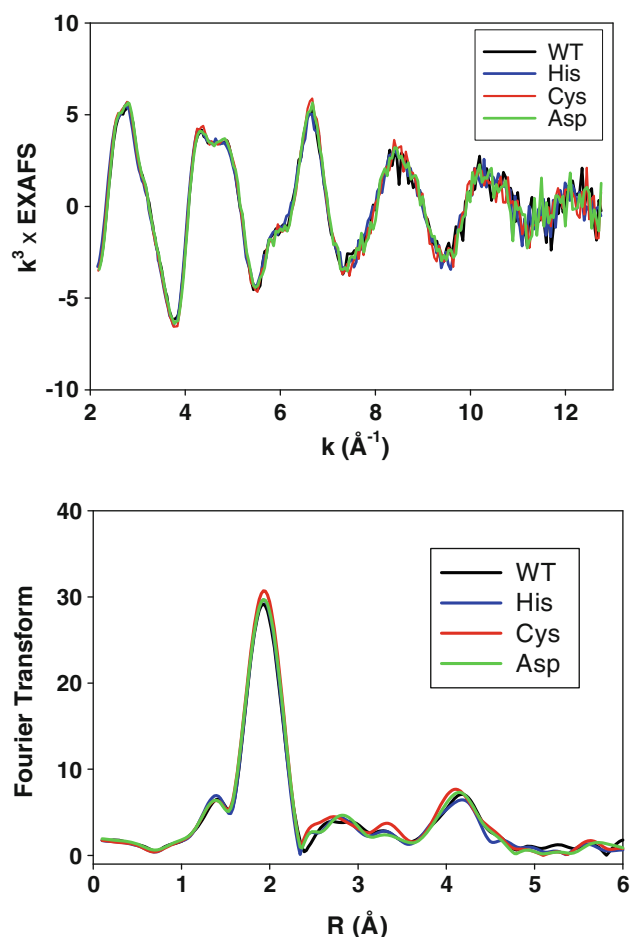 10
5
0
-5
-10
k³ x EXAFS
WT
His
Cys
Asp
2 4 6 8 10 12
k (Å⁻¹)
40
30
20
10
0
Fourier Transform
WT
His
Cys
Asp
0 1 2 3 4 5 6
R (Å)